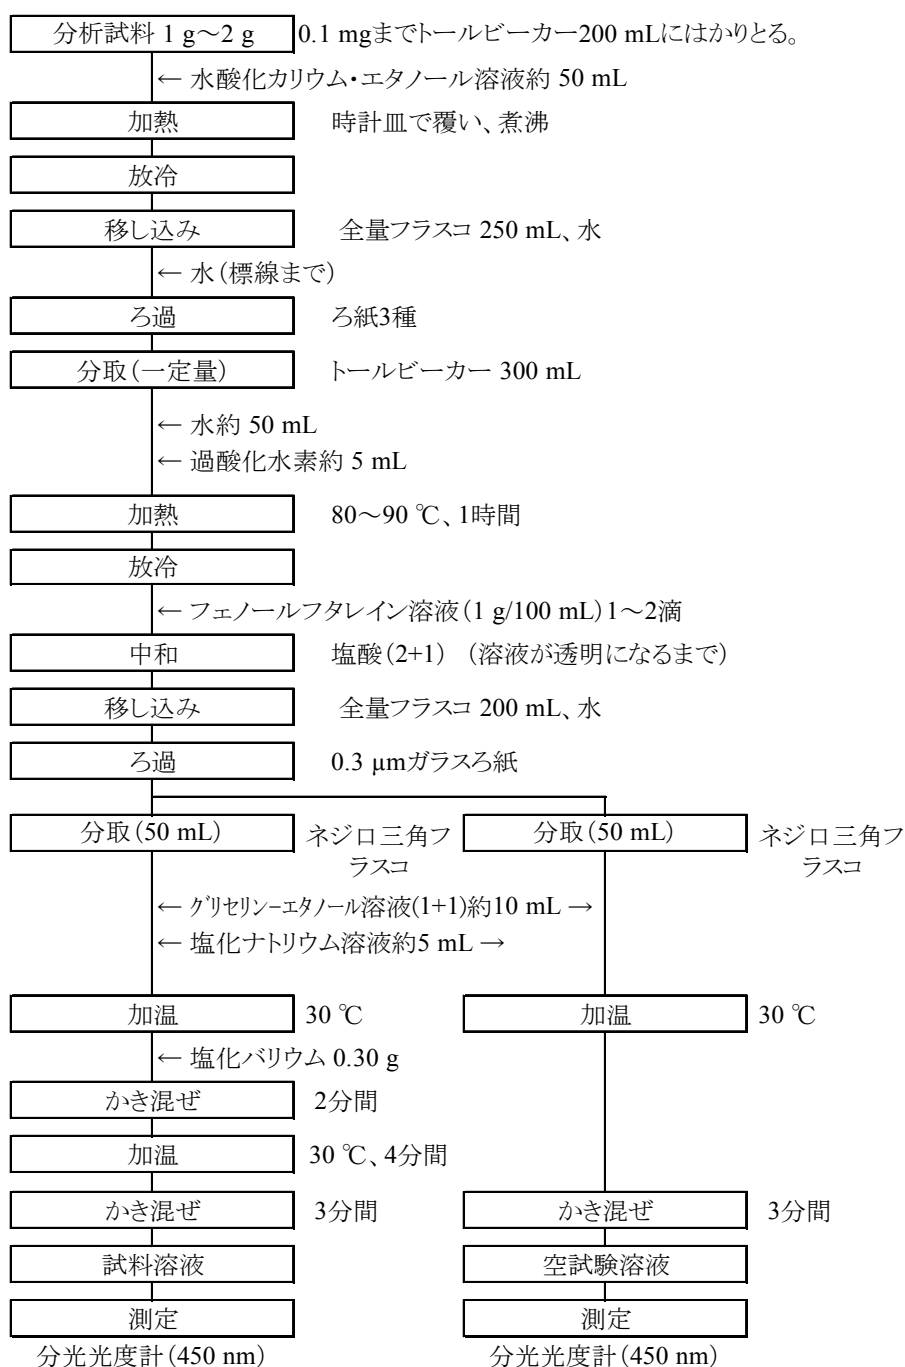 分析試料 1 g～2 g 0.1 mgまでトールビーカー200 mLにはかりとる。
← 水酸化カリウム・エタノール溶液約 50 mL
加熱 時計皿で覆い、煮沸
放冷
移し込み 全量フラスコ 250 mL、水
← 水（標線まで）
ろ過 ろ紙3種
分取（一定量） トールビーカー 300 mL
← 水約 50 mL
← 過酸化水素約 5 mL
加熱 80～90 ℃、1時間
放冷
← フェノールフタレイン溶液（1 g/100 mL）1～2滴
中和 塩酸（2+1）（溶液が透明になるまで）
移し込み 全量フラスコ 200 mL、水
ろ過 0.3 µmガラスろ紙
分取（50 mL） ネジロ三角フ 分取（50 mL） ネジロ三角フ
ラスコ ラスコ
← ｸﾞﾘｾﾘﾝ−ｴﾀﾉｰﾙ溶液(1+1)約10 mL →
← 塩化ナトリウム溶液約5 mL →
加温 30 ℃ 加温 30 ℃
← 塩化バリウム 0.30 g
かき混ぜ 2分間
加温 30 ℃、4分間
かき混ぜ 3分間 かき混ぜ 3分間
試料溶液 空試験溶液
測定 測定
分光光度計（450 nm） 分光光度計（450 nm）